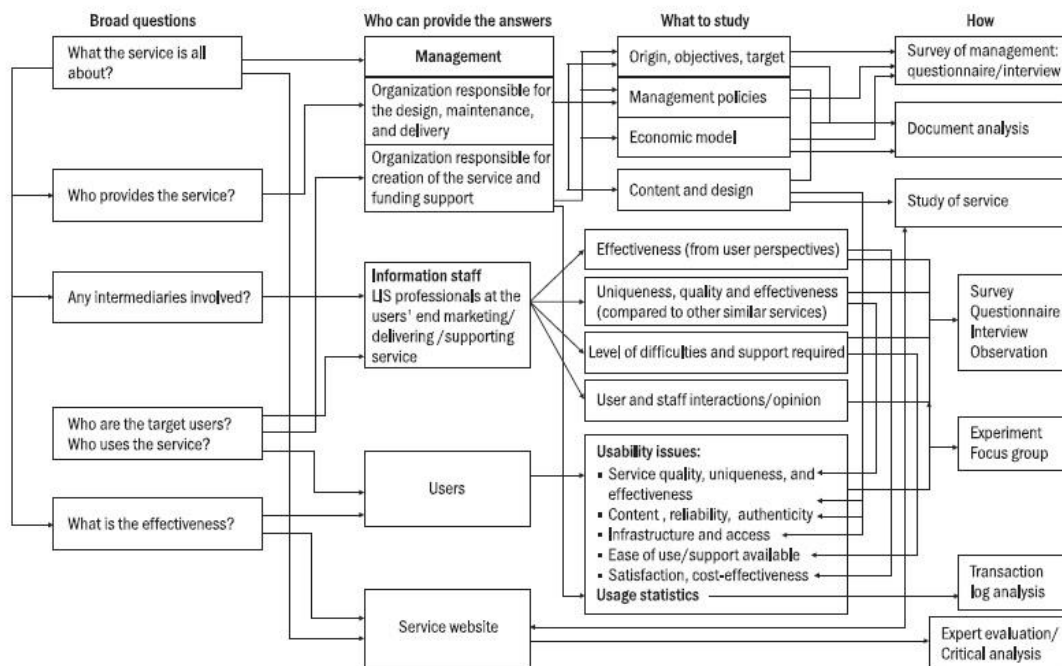 Broad questions
Who can provide the answers
What to study
How
What the service is all
about?
Who provides the service?
Any intermediaries involved?
Who are the target users?
Who uses the service?
What is the effectiveness?
Management
Organization responsible for
the design, maintenance,
and delivery
Organization responsible for
creation of the service and
funding support
Information staff
LIS professionals at the
users' end marketing/
delivering /supporting
service
Users
Service website
Origin, objectives, target
Management policies
Economic model
Content and design
Effectiveness (from user perspectives)
Uniqueness, quality and effectiveness
(compared to other similar services)
Level of difficulties and support required
User and staff interactions/opinion
Usability issues:
▪ Service quality, uniqueness, and
effectiveness
▪ Content , reliability, authenticity
▪ Infrastructure and access
▪ Ease of use/support available
▪ Satisfaction, cost-effectiveness
Usage statistics
Survey of management:
questionnaire/interview
Document analysis
Study of service
Survey
Questionnaire
Interview
Observation
Experiment
Focus group
Transaction
log analysis
Expert evaluation/
Critical analysis